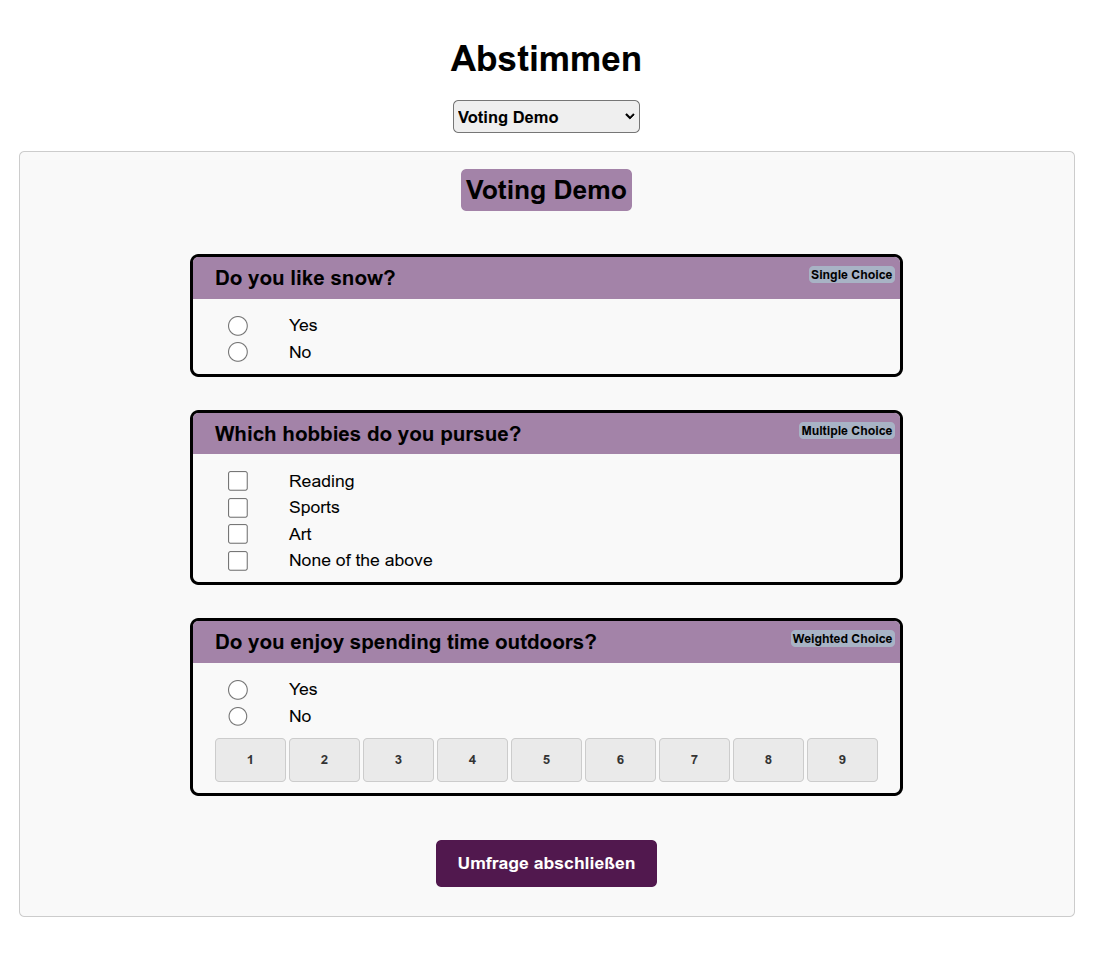 Abstimmen
Voting Demo
Voting Demo
Do you like snow? Single Choice
Yes
No
Which hobbies do you pursue? Multiple Choice
Reading
Sports
Art
None of the above
Do you enjoy spending time outdoors? Weighted Choice
Yes
No
1 2 3 4 5 6 7 8 9
Umfrage abschließen